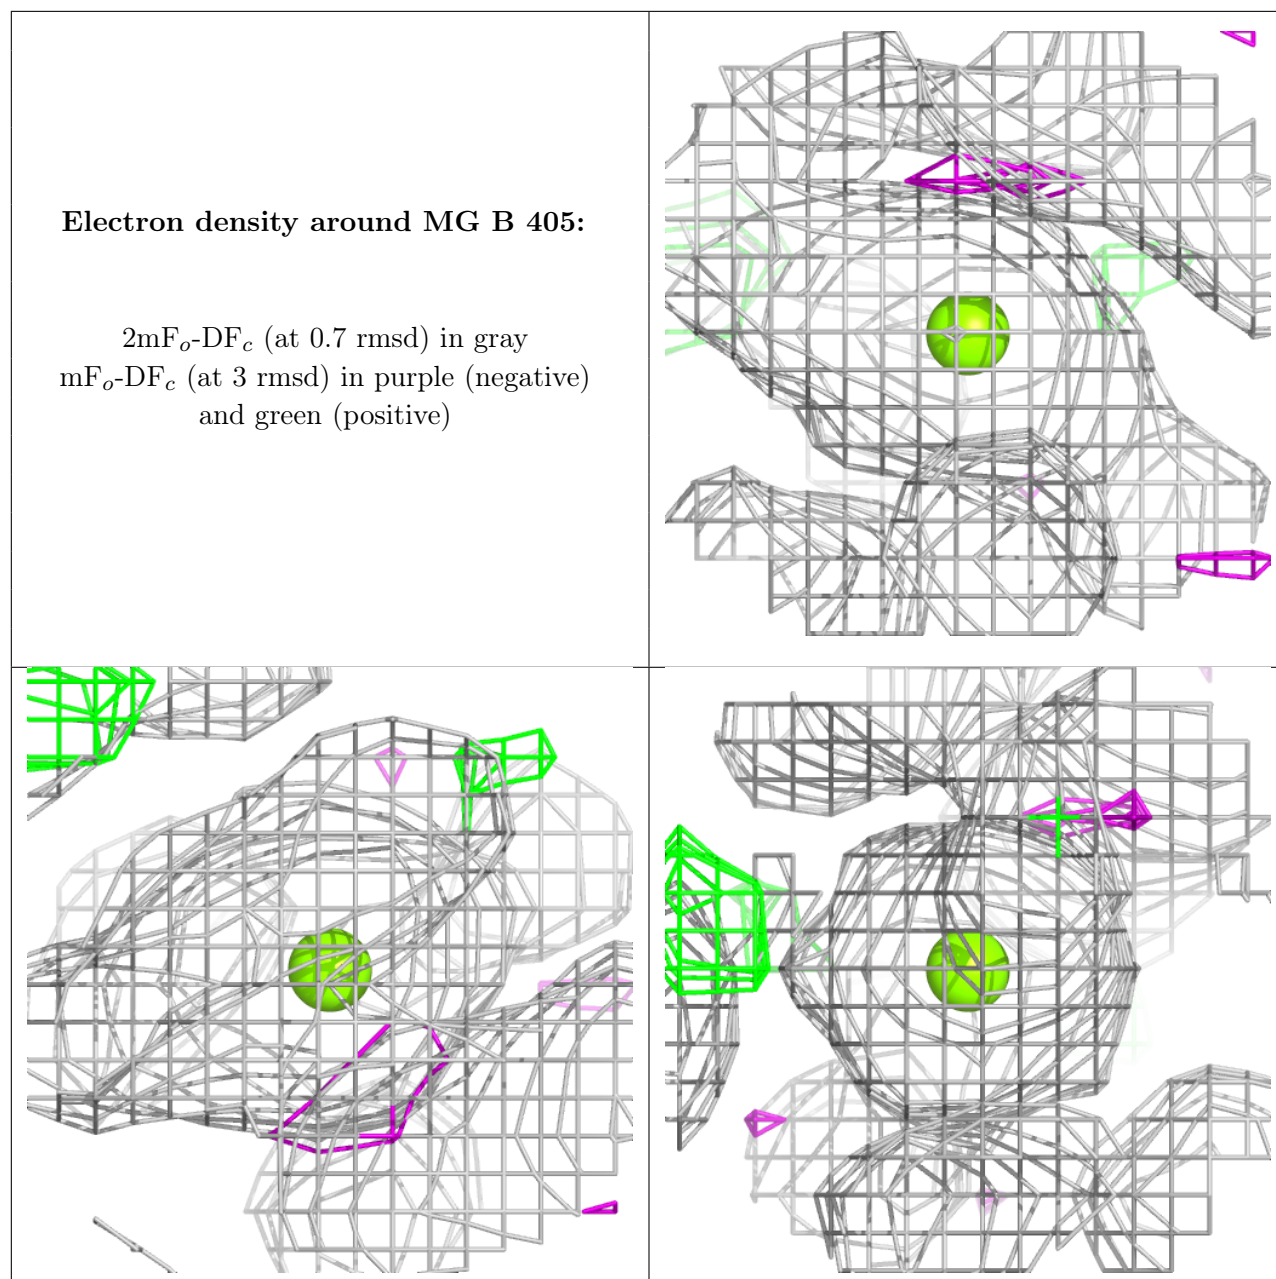 Electron density around MG B 405:
2mFₒ-DF𝒸 (at 0.7 rmsd) in gray
mFₒ-DF𝒸 (at 3 rmsd) in purple (negative)
and green (positive)